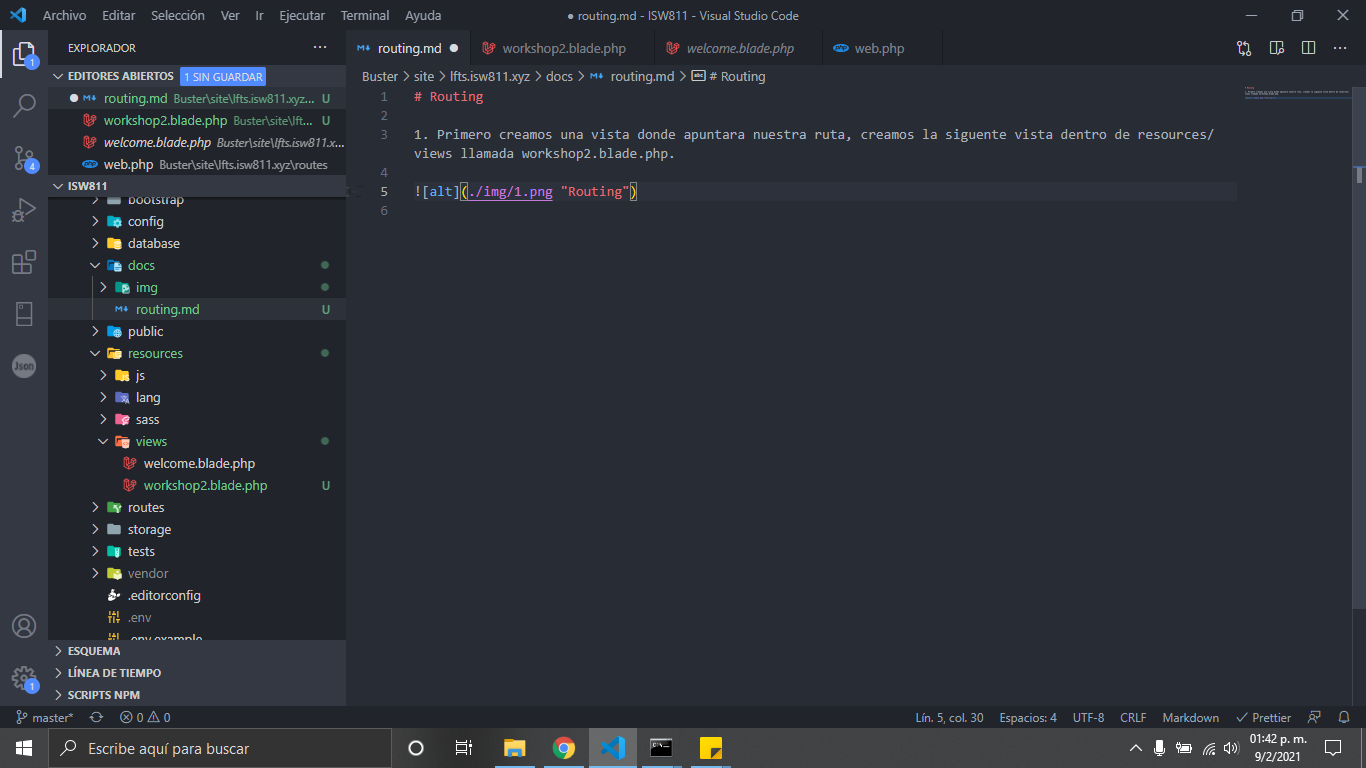 Archivo Editar Selección Ver Ir Ejecutar Terminal Ayuda
● routing.md - ISW811 - Visual Studio Code
EXPLORADOR
EDITORES ABIERTOS 1 SIN GUARDAR
routing.md Buster\site\lfts.isw811.xyz... U
workshop2.blade.php Buster\site\lft... U
welcome.blade.php Buster\site\lfts.isw811.x...
web.php Buster\site\lfts.isw811.xyz\routes
ISW811
bootstrap
config
database
docs
img
routing.md U
public
resources
js
lang
sass
views
welcome.blade.php
workshop2.blade.php U
routes
storage
tests
vendor
.editorconfig
.env
.env.example
ESQUEMA
LÍNEA DE TIEMPO
SCRIPTS NPM
routing.md workshop2.blade.php welcome.blade.php web.php
Buster > site > lfts.isw811.xyz > docs > routing.md > # Routing
1 # Routing
2
3 1. Primero creamos una vista donde apuntara nuestra ruta, creamos la siguente vista dentro de resources/
views llamada workshop2.blade.php.
4
5 ![alt](./img/1.png "Routing")
6
1
4
Json
1
master* 0 0
Lín. 5, col. 30 Espacios: 4 UTF-8 CRLF Markdown Prettier
Escribe aquí para buscar
01:42 p. m.
9/2/2021